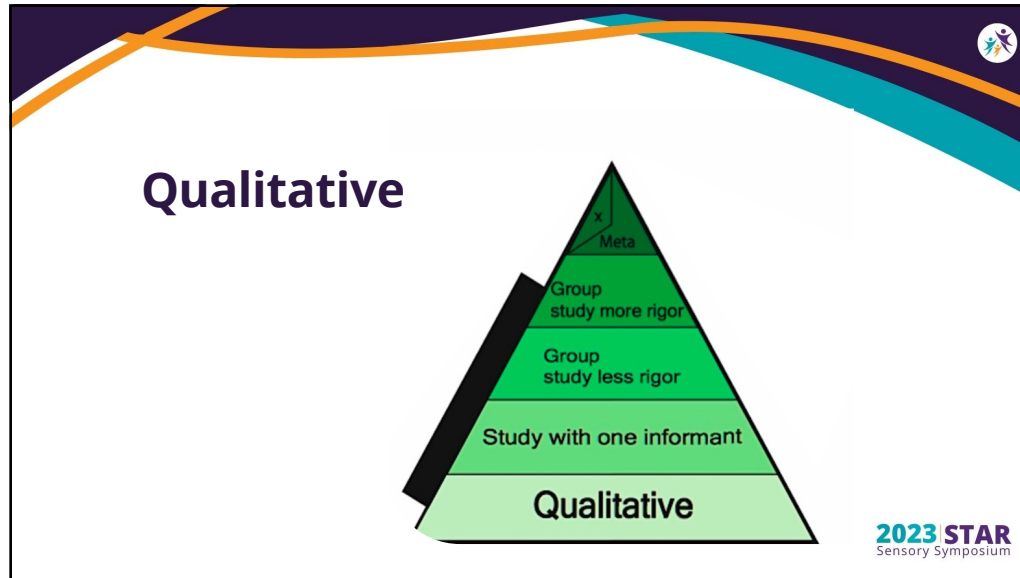 Qualitative
x
Meta
Group
study more rigor
Group
study less rigor
Study with one informant
Qualitative
2023 STAR
Sensory Symposium